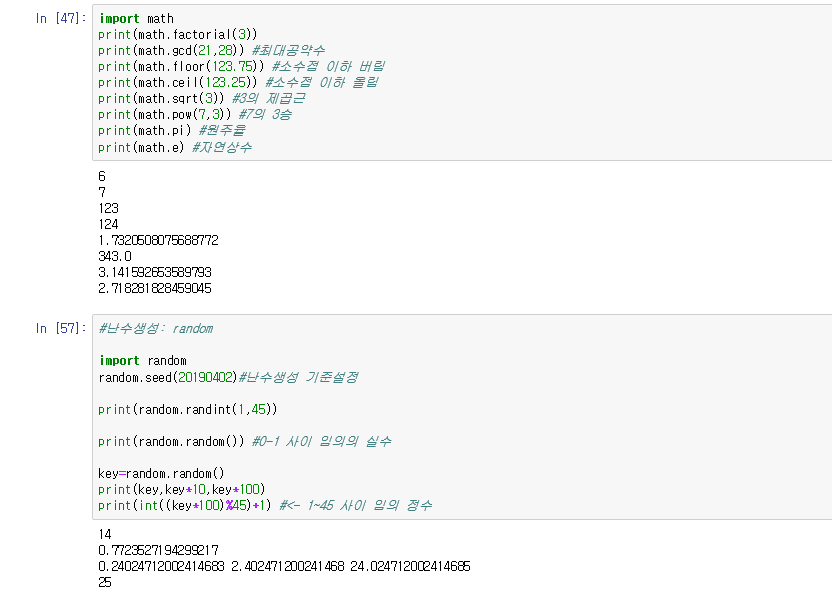 In [47]:
import math
print(math.factorial(3))
print(math.gcd(21,28)) #최대공약수
print(math.floor(123.75)) #소수점 이하 버림
print(math.ceil(123.25)) #소수점 이하 올림
print(math.sqrt(3)) #3의 제곱근
print(math.pow(7,3)) #7의 3승
print(math.pi) #원주율
print(math.e) #자연상수
6
7
123
124
1.7320508075688772
343.0
3.141592653589793
2.718281828459045
In [57]:
#난수생성: random
import random
random.seed(20190402)#난수생성 기준설정
print(random.randint(1,45))
print(random.random()) #0-1 사이 임의의 실수
key=random.random()
print(key,key*10,key*100)
print(int((key*100)%45)+1) #<- 1~45 사이 임의 정수
14
0.7723527194299217
0.24024712002414683 2.402471200241468 24.024712002414685
25